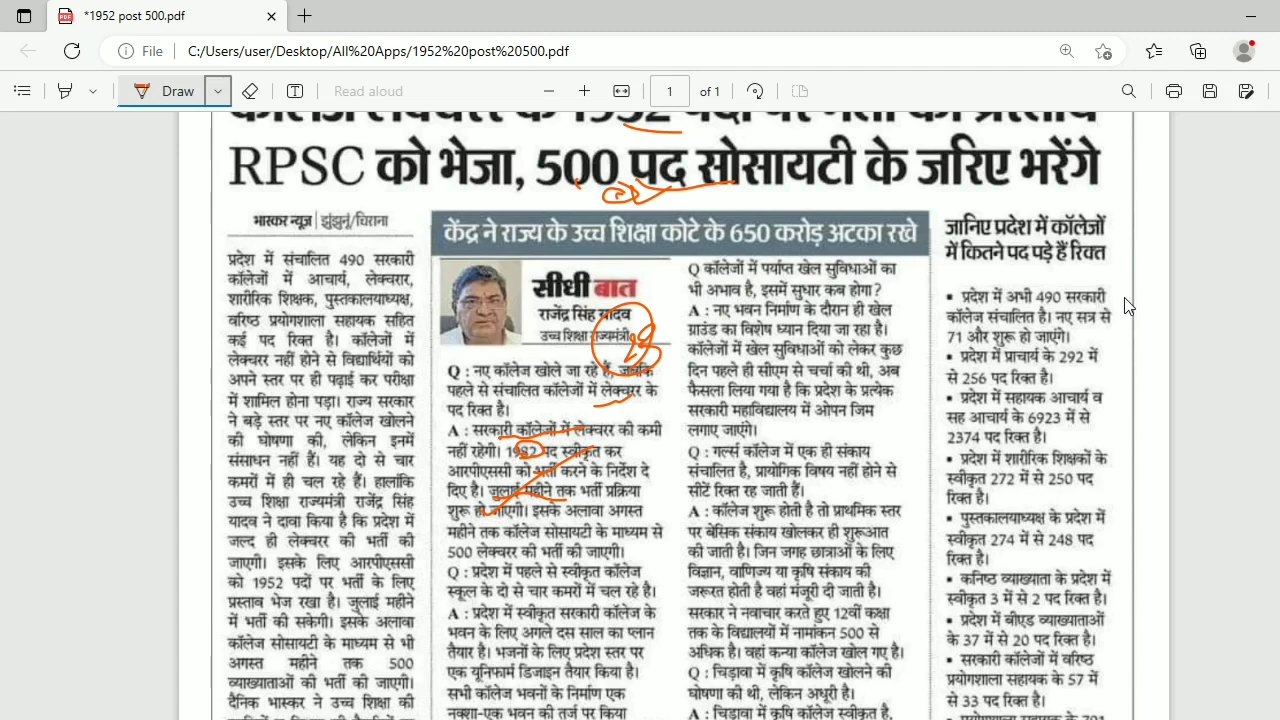 *1952 post 500.pdf
File
C:/Users/user/Desktop/All%20Apps/1952%20post%20500.pdf
Draw
Read aloud
1
of 1
कॉलेज लेक्चरर के 1952 पदों पर भर्ती का प्रस्ताव
RPSC को भेजा, 500 पद सोसायटी के जरिए भरेंगे
भास्कर न्यूज | झुंझुनूं/चिराना
प्रदेश में संचालित 490 सरकारी
कॉलेजों में आचार्य, लेक्चरार,
शारीरिक शिक्षक, पुस्तकालयाध्यक्ष,
वरिष्ठ प्रयोगशाला सहायक सहित
कई पद रिक्त है। कॉलेजों में
लेक्चरर नहीं होने से विद्यार्थियों को
अपने स्तर पर ही पढ़ाई कर परीक्षा
में शामिल होना पड़ा। राज्य सरकार
ने बड़े स्तर पर नए कॉलेज खोलने
की घोषणा की, लेकिन इनमें
संसाधन नहीं हैं। यह दो से चार
कमरों में ही चल रहे हैं। हालांकि
उच्च शिक्षा राज्यमंत्री राजेंद्र सिंह
यादव ने दावा किया है कि प्रदेश में
जल्द ही लेक्चरर की भर्ती की
जाएगी। इसके लिए आरपीएससी
को 1952 पदों पर भर्ती के लिए
प्रस्ताव भेज रखा है। जुलाई महीने
में भर्ती की सकेगी। इसके अलावा
कॉलेज सोसायटी के माध्यम से भी
अगस्त महीने तक 500
व्याख्याताओं की भर्ती की जाएगी।
दैनिक भास्कर ने उच्च शिक्षा की
केंद्र ने राज्य के उच्च शिक्षा कोटे के 650 करोड़ अटका रखे
सीधी बात
राजेंद्र सिंह यादव
उच्च शिक्षा राज्यमंत्री
Q : नए कॉलेज खोले जा रहे हैं, जबकि
पहले से संचालित कॉलेजों में लेक्चरर के
पद रिक्त है।
A : सरकारी कॉलेजों में लेक्चरर की कमी
नहीं रहेगी। 1952 पद स्वीकृत कर
आरपीएससी को भर्ती करने के निर्देश दे
दिए है। जुलाई महीने तक भर्ती प्रक्रिया
शुरू हो जाएगी। इसके अलावा अगस्त
महीने तक कॉलेज सोसायटी के माध्यम से
500 लेक्चरर की भर्ती की जाएगी।
Q : प्रदेश में पहले से स्वीकृत कॉलेज
स्कूल के दो से चार कमरों में चल रहे है।
A : प्रदेश में स्वीकृत सरकारी कॉलेज के
भवन के लिए अगले दस साल का प्लान
तैयार है। भजनों के लिए प्रदेश स्तर पर
एक यूनिफार्म डिजाइन तैयार किया है।
सभी कॉलेज भवनों के निर्माण एक
नक्शा-एक भवन की तर्ज पर किया
Q कॉलेजों में पर्याप्त खेल सुविधाओं का
भी अभाव है, इसमें सुधार कब होगा?
A : नए भवन निर्माण के दौरान ही खेल
ग्राउंड का विशेष ध्यान दिया जा रहा है।
कॉलेजों में खेल सुविधाओं को लेकर कुछ
दिन पहले ही सीएम से चर्चा की थी, अब
फैसला लिया गया है कि प्रदेश के प्रत्येक
सरकारी महाविद्यालय में ओपन जिम
लगाए जाएंगे।
Q : गर्ल्स कॉलेज में एक ही संकाय
संचालित है, प्रायोगिक विषय नहीं होने से
सीटें रिक्त रह जाती हैं।
A : कॉलेज शुरू होती है तो प्राथमिक स्तर
पर बेसिक संकाय खोलकर ही शुरूआत
की जाती है। जिन जगह छात्राओं के लिए
विज्ञान, वाणिज्य या कृषि संकाय की
जरूरत होती है वहां मंजूरी दी जाती है।
सरकार ने नवाचार करते हुए 12वीं कक्षा
तक के विद्यालयों में नामांकन 500 से
अधिक है। वहां कन्या कॉलेज खोल गए है।
Q : चिड़ावा में कृषि कॉलेज खोलने की
घोषणा की थी, लेकिन अधूरी है।
A : चिड़ावा में कृषि कॉलेज स्वीकृत है,
जानिए प्रदेश में कॉलेजों
में कितने पद पड़े हैं रिक्त
▪ प्रदेश में अभी 490 सरकारी
कॉलेज संचालित है। नए सत्र से
71 और शुरू हो जाएंगे।
▪ प्रदेश में प्राचार्य के 292 में
से 256 पद रिक्त है।
▪ प्रदेश में सहायक आचार्य व
सह आचार्य के 6923 में से
2374 पद रिक्त है।
▪ प्रदेश में शारीरिक शिक्षकों के
स्वीकृत 272 में से 250 पद
रिक्त है।
▪ पुस्तकालयाध्यक्ष के प्रदेश में
स्वीकृत 274 में से 248 पद
रिक्त है।
▪ कनिष्ठ व्याख्याता के प्रदेश में
स्वीकृत 3 में से 2 पद रिक्त है।
▪ प्रदेश में बीएड व्याख्याताओं
के 37 में से 20 पद रिक्त है।
▪ सरकारी कॉलेजों में वरिष्ठ
प्रयोगशाला सहायक के 57 में
से 33 पद रिक्त है।